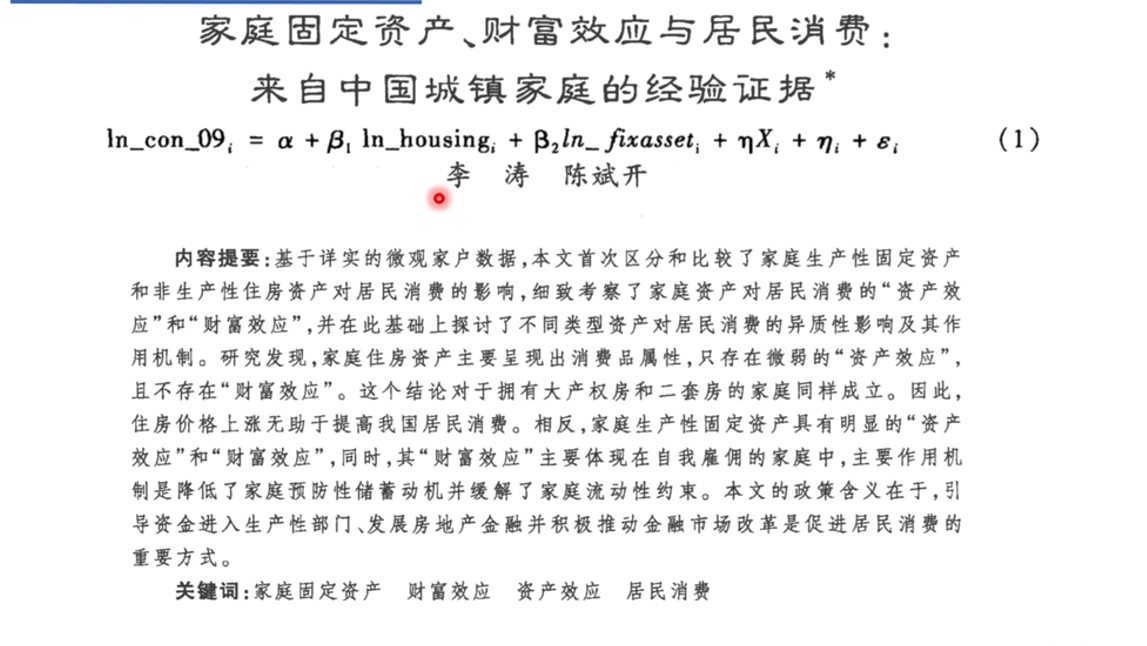 家庭固定资产、财富效应与居民消费:
来自中国城镇家庭的经验证据*
ln_con_09ᵢ = α + β₁ ln_housingᵢ + β₂ln_ fixassetᵢ + ηXᵢ + ηᵢ + εᵢ (1)
李 涛 陈斌开
内容提要:基于详实的微观家户数据,本文首次区分和比较了家庭生产性固定资产
和非生产性住房资产对居民消费的影响,细致考察了家庭资产对居民消费的“资产效
应”和“财富效应”,并在此基础上探讨了不同类型资产对居民消费的异质性影响及其作
用机制。研究发现,家庭住房资产主要呈现出消费品属性,只存在微弱的“资产效应”,
且不存在“财富效应”。这个结论对于拥有大产权房和二套房的家庭同样成立。因此,
住房价格上涨无助于提高我国居民消费。相反,家庭生产性固定资产具有明显的“资产
效应”和“财富效应”,同时,其“财富效应”主要体现在自我雇佣的家庭中,主要作用机
制是降低了家庭预防性储蓄动机并缓解了家庭流动性约束。本文的政策含义在于,引
导资金进入生产性部门、发展房地产金融并积极推动金融市场改革是促进居民消费的
重要方式。
关键词:家庭固定资产 财富效应 资产效应 居民消费